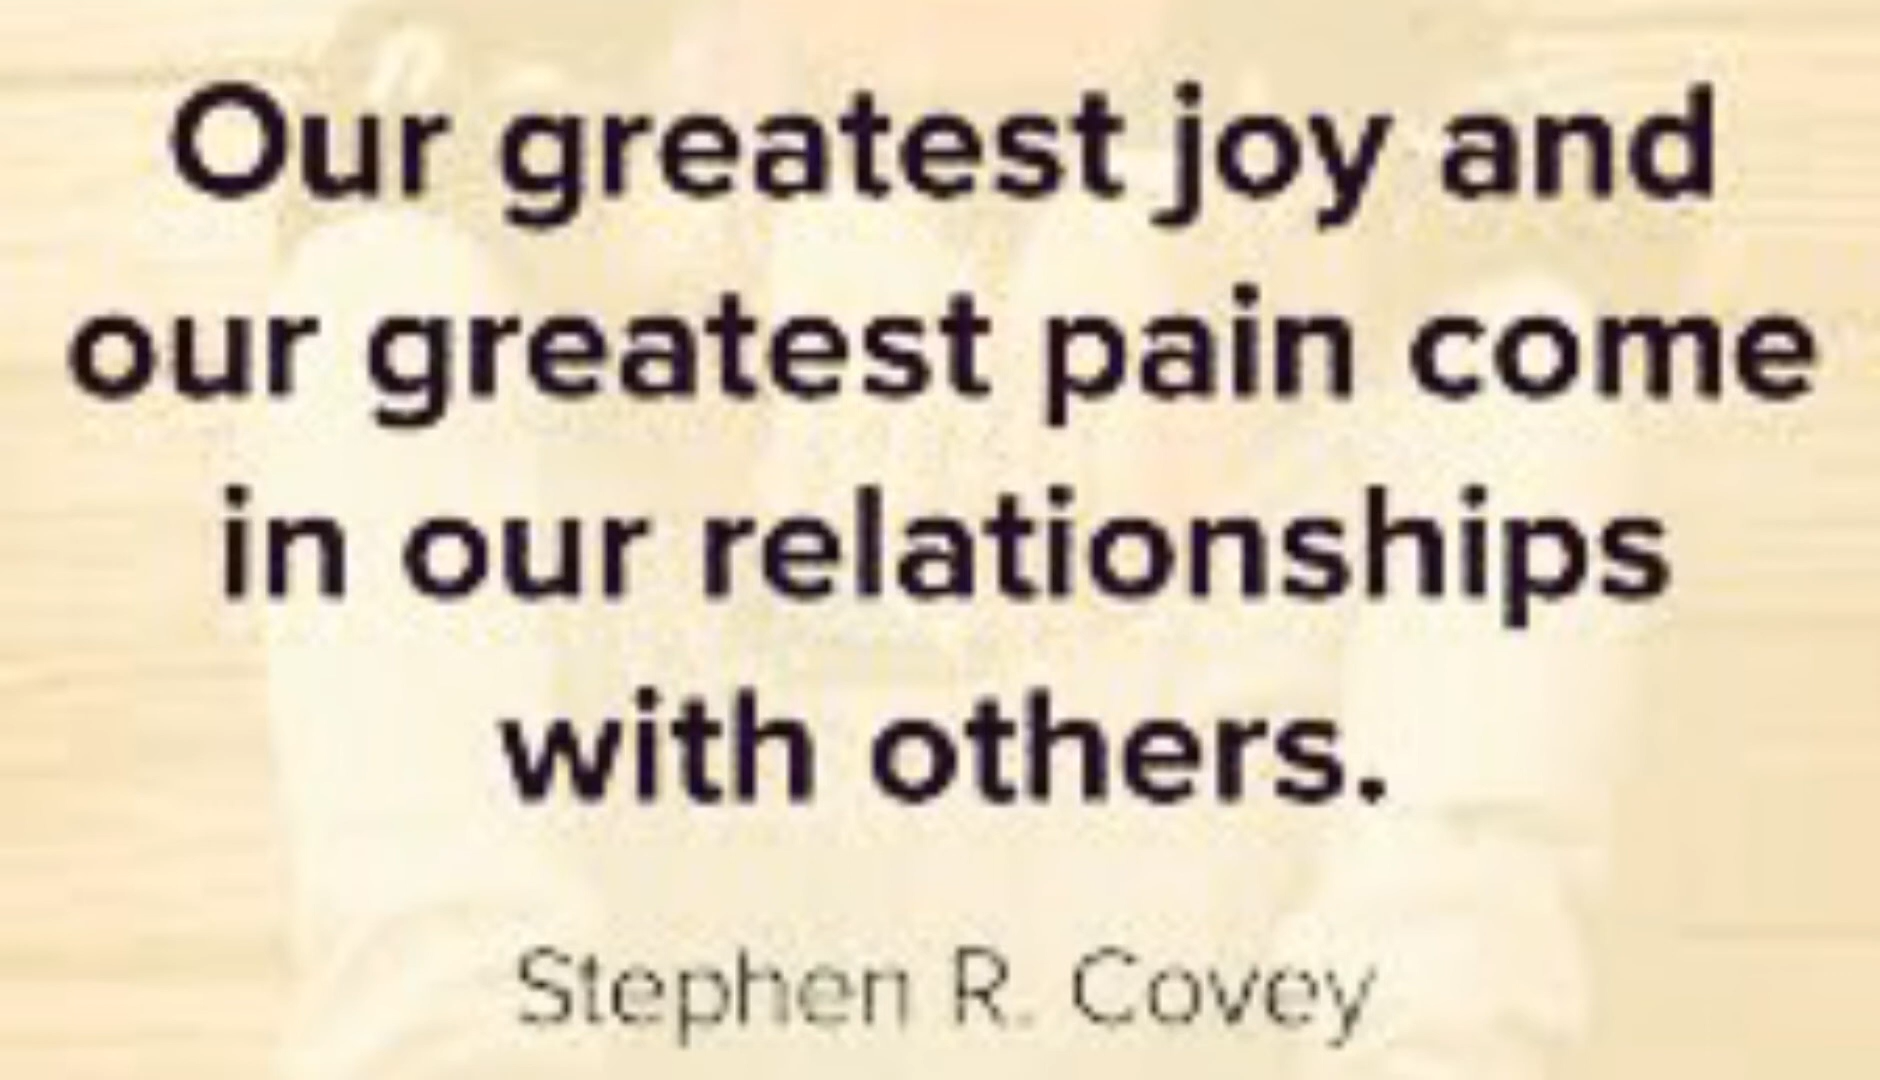 Our greatest joy and
our greatest pain come
in our relationships
with others.
Stephen R. Covey